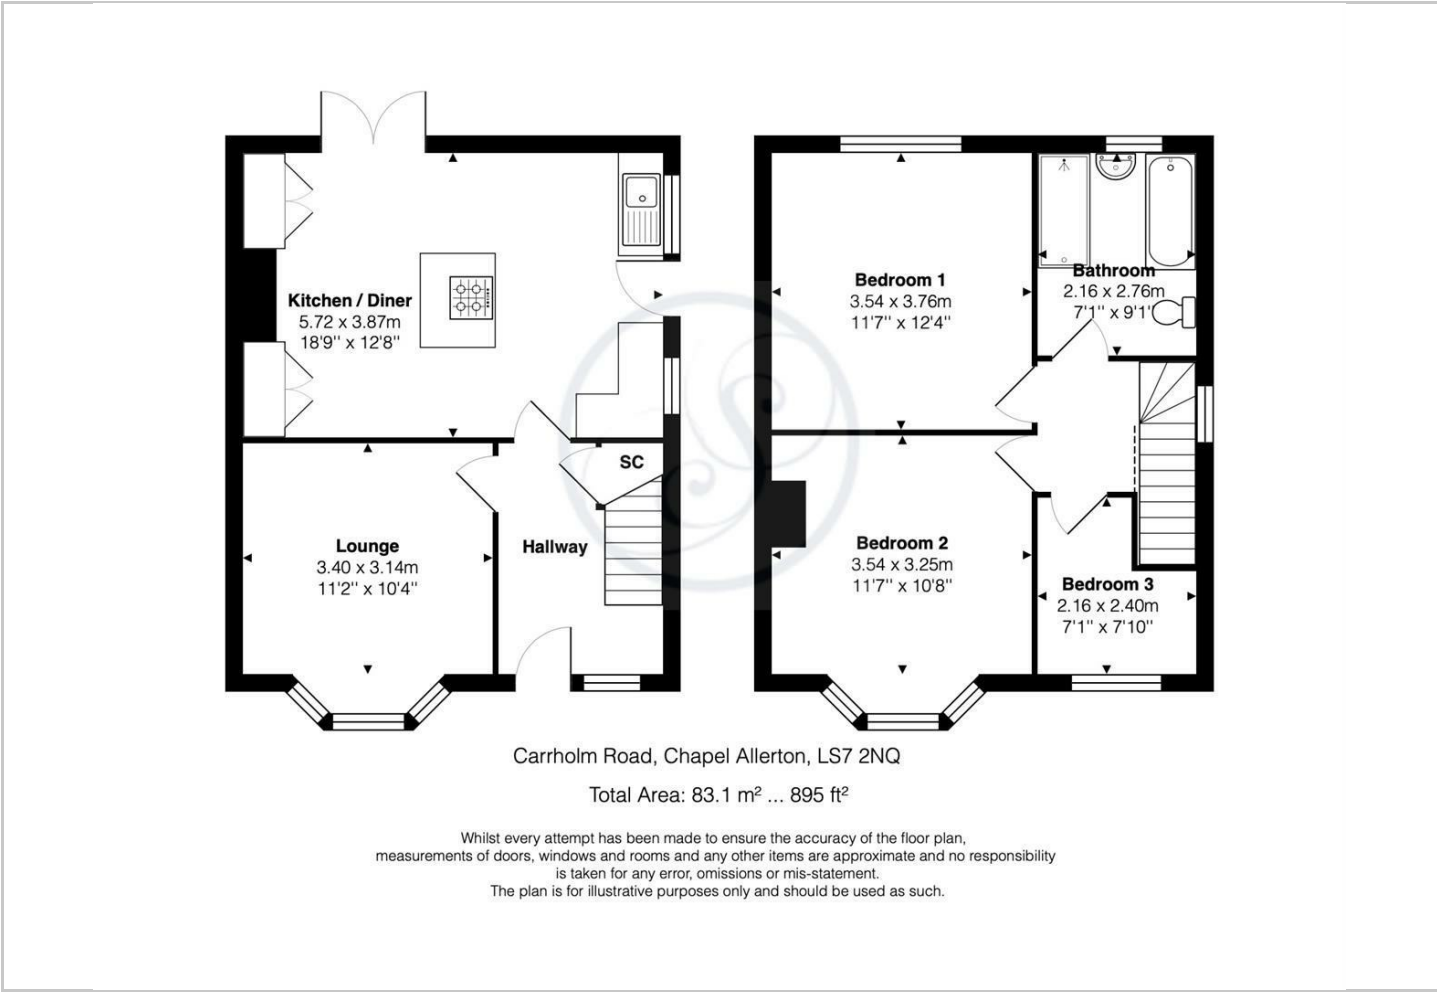 Kitchen / Diner
5.72 x 3.87m
18'9'' x 12'8''
SC
Lounge
3.40 x 3.14m
11'2'' x 10'4''
Hallway
Bedroom 1
3.54 x 3.76m
11'7'' x 12'4''
Bathroom
2.16 x 2.76m
7'1'' x 9'1''
Bedroom 2
3.54 x 3.25m
11'7'' x 10'8''
Bedroom 3
2.16 x 2.40m
7'1'' x 7'10''
Carrholm Road, Chapel Allerton, LS7 2NQ
Total Area: 83.1 m² ... 895 ft²
Whilst every attempt has been made to ensure the accuracy of the floor plan,
measurements of doors, windows and rooms and any other items are approximate and no responsibility
is taken for any error, omissions or mis-statement.
The plan is for illustrative purposes only and should be used as such.